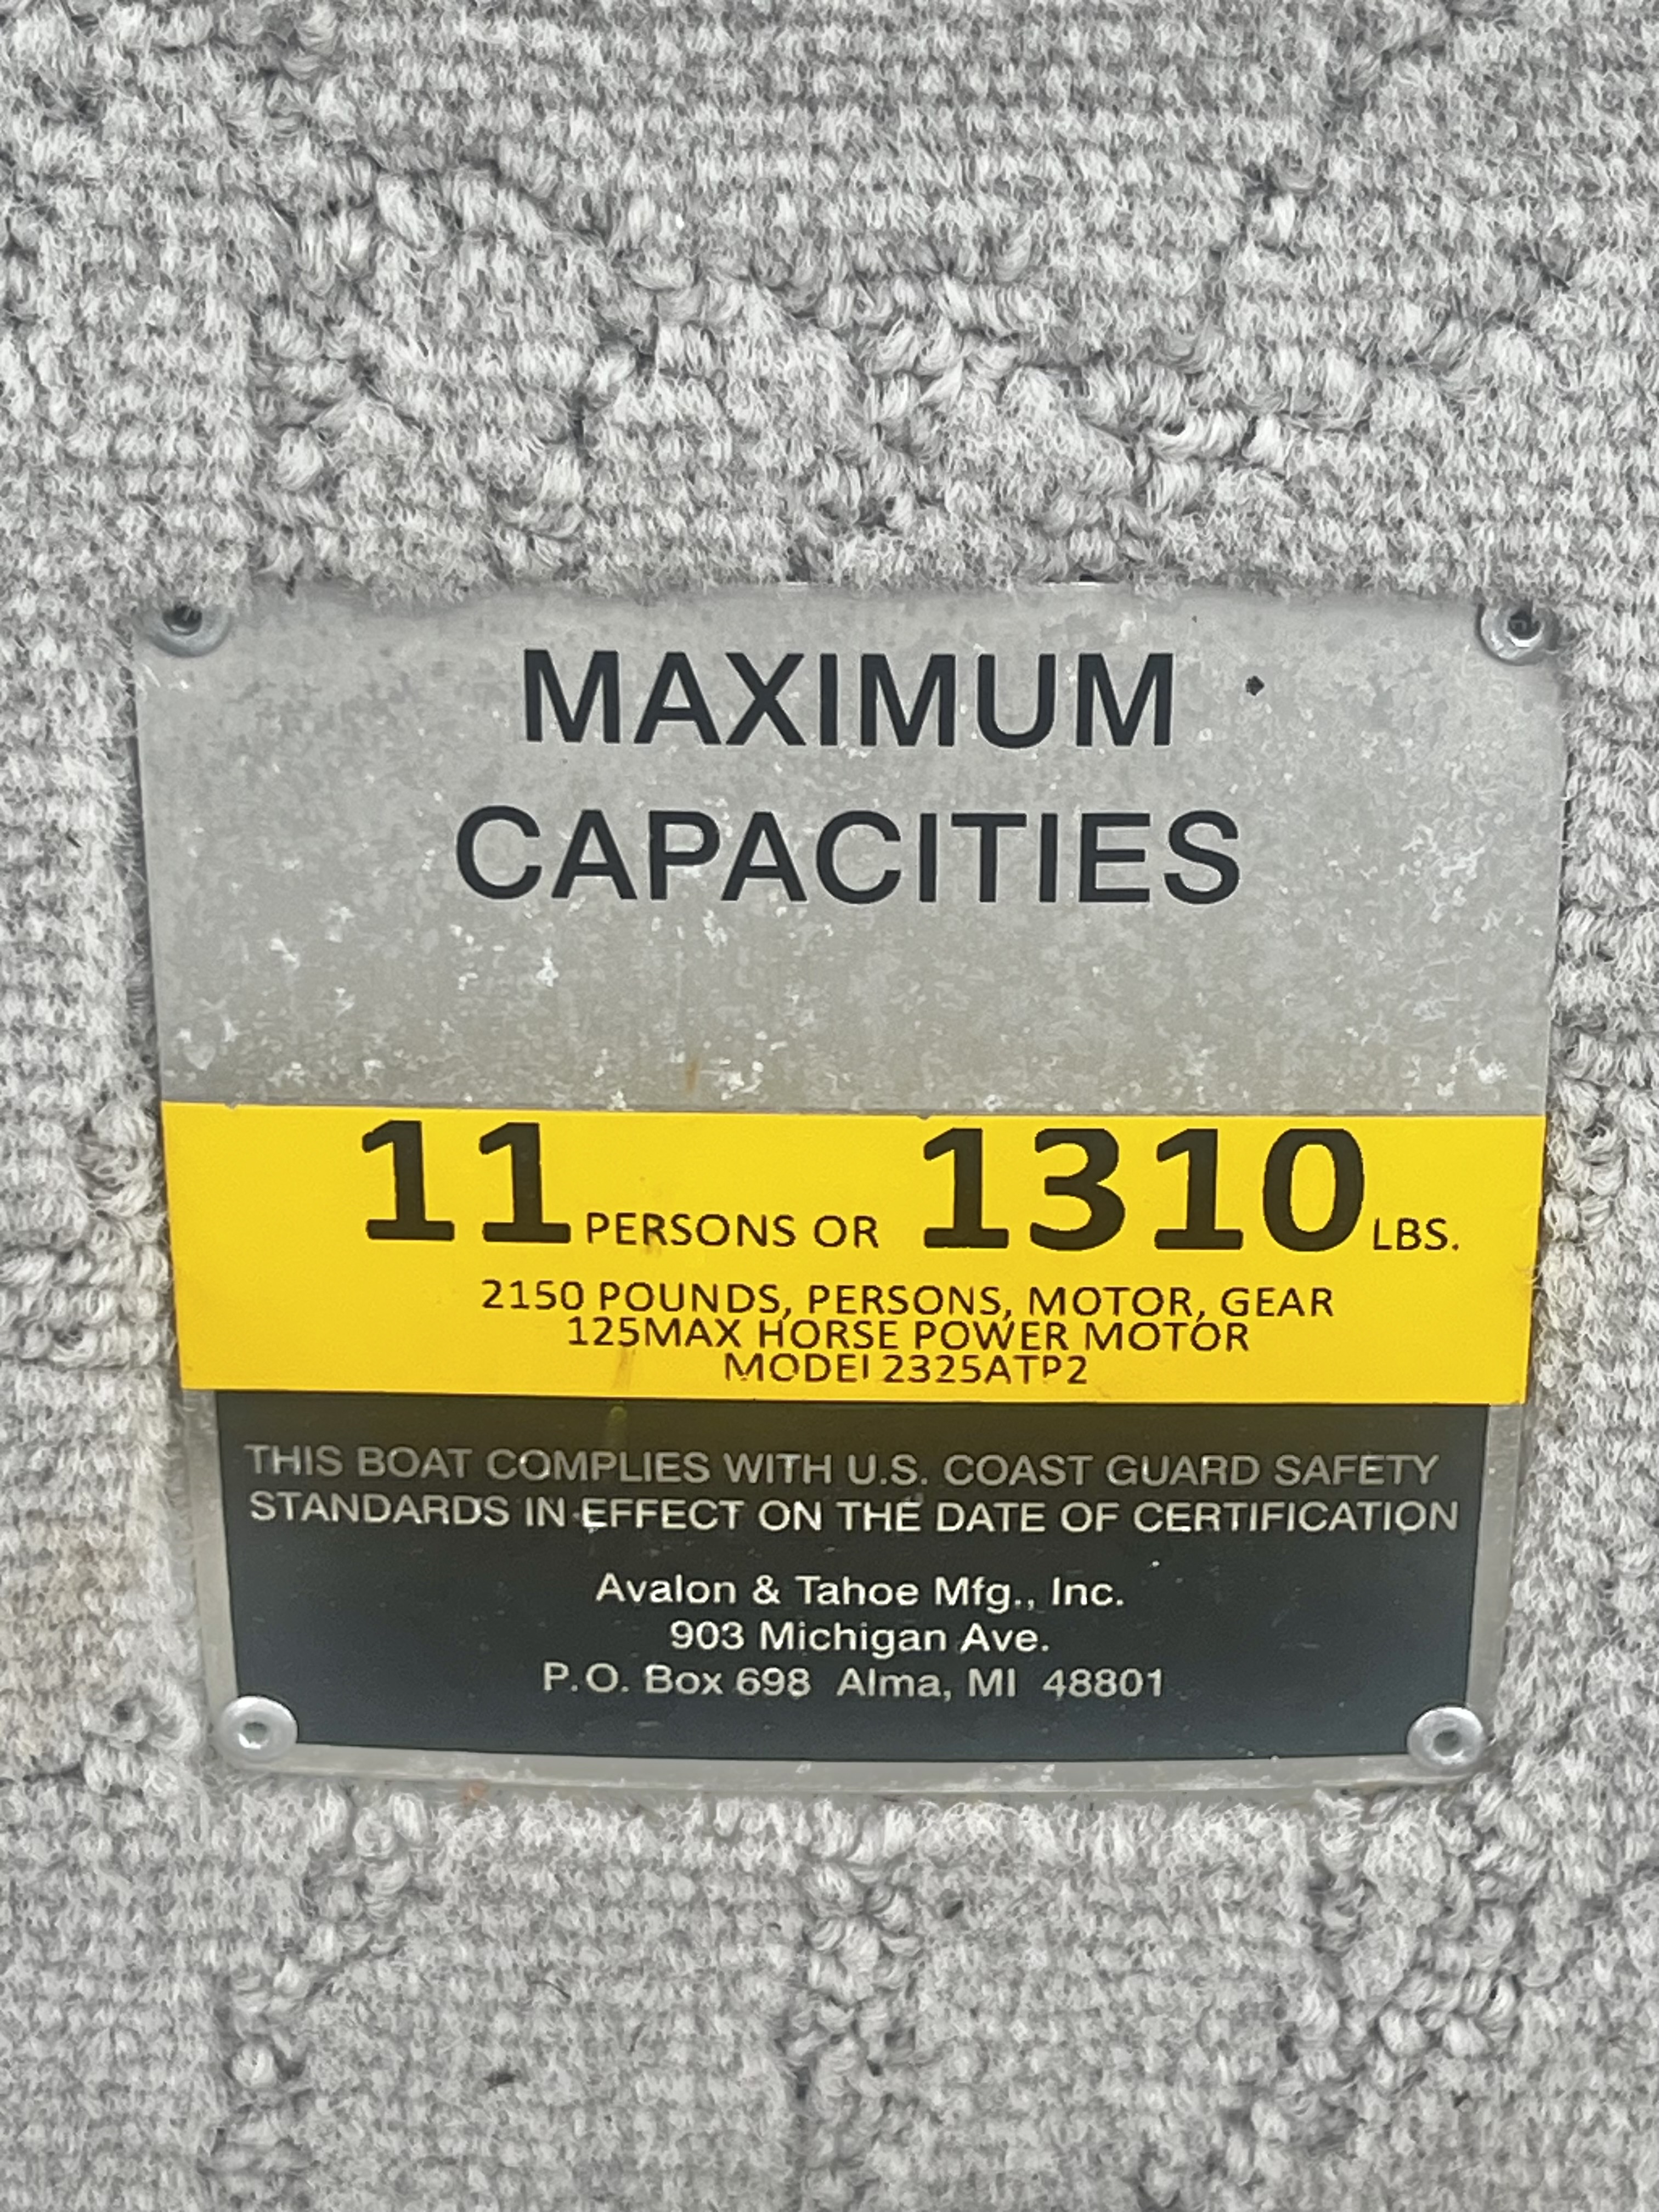 MAXIMUM
CAPACITIES
11 PERSONS OR 1310 LBS.
2150 POUNDS, PERSONS, MOTOR, GEAR
125MAX HORSE POWER MOTOR
MODEL 2325ATP2
THIS BOAT COMPLIES WITH U.S. COAST GUARD SAFETY
STANDARDS IN EFFECT ON THE DATE OF CERTIFICATION
Avalon & Tahoe Mfg., Inc.
903 Michigan Ave.
P.O. Box 698 Alma, MI 48801